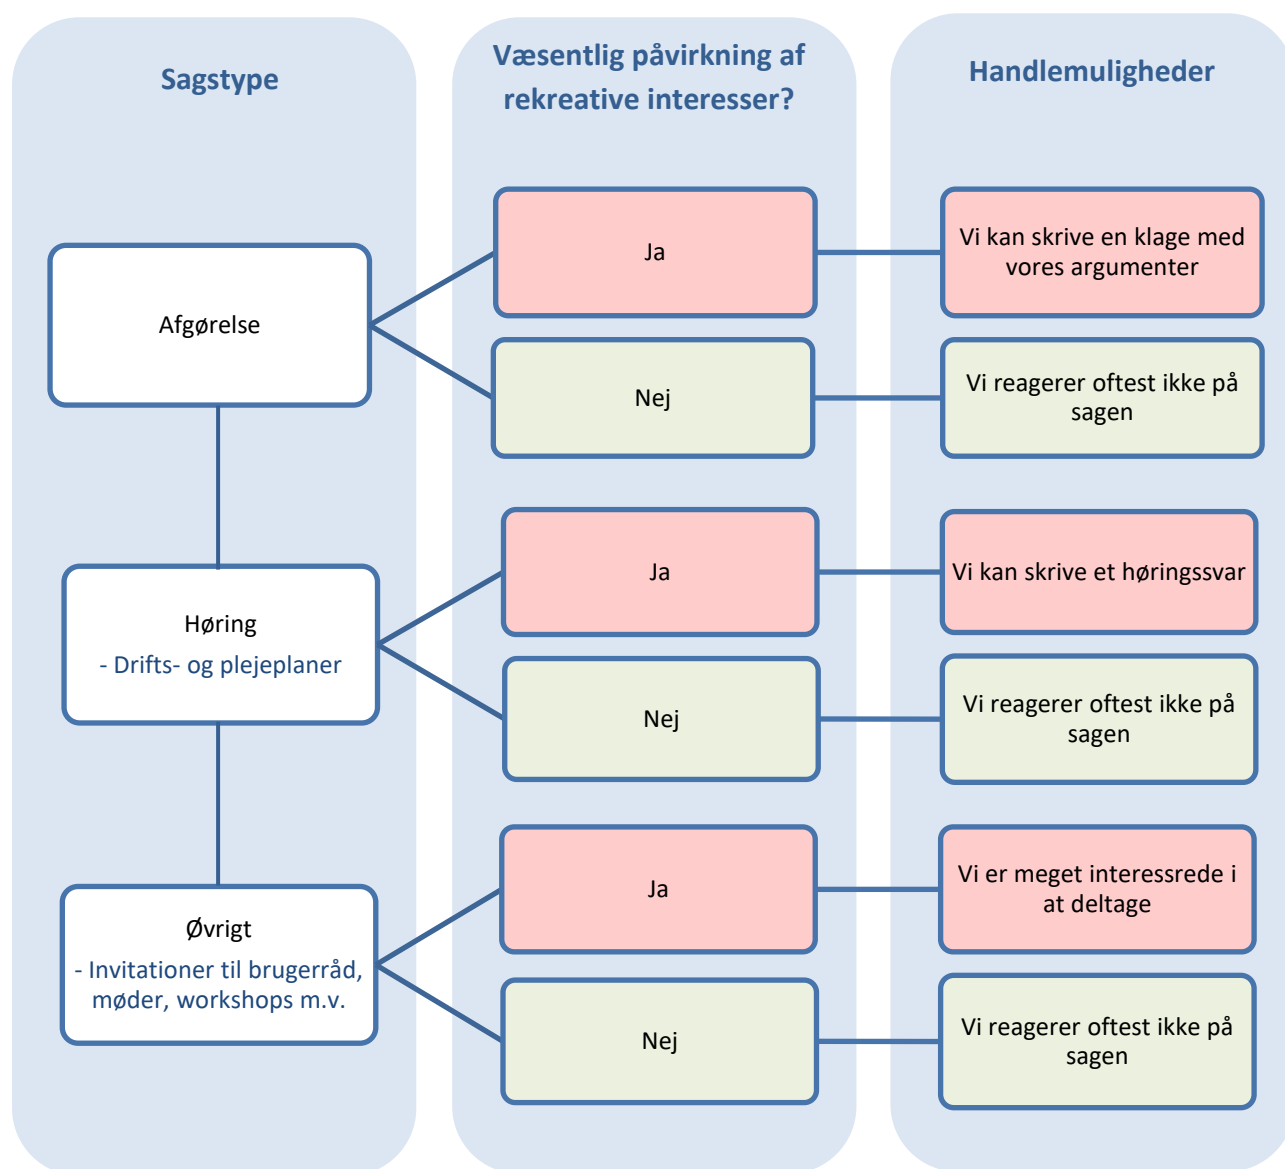 Sagstype
Væsentlig påvirkning af
rekreative interesser?
Handlemuligheder
Afgørelse
Ja
Vi kan skrive en klage med
vores argumenter
Nej
Vi reagerer oftest ikke på
sagen
Høring
- Drifts- og plejeplaner
Ja
Vi kan skrive et høringssvar
Nej
Vi reagerer oftest ikke på
sagen
Øvrigt
- Invitationer til brugerråd,
møder, workshops m.v.
Ja
Vi er meget interessrede i
at deltage
Nej
Vi reagerer oftest ikke på
sagen